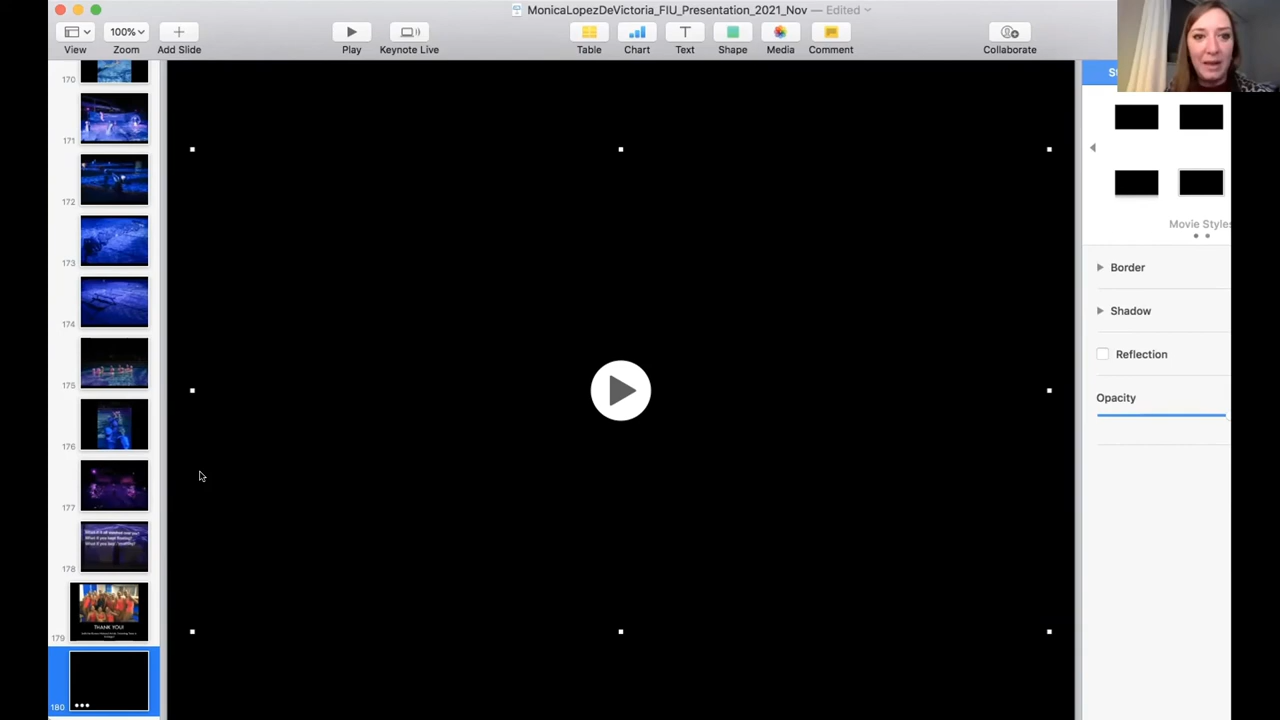 MonicaLopezDeVictoria_FIU_Presentation_2021_Nov — Edited
100%
View
Zoom
Add Slide
Play
Keynote Live
Table
Chart
Text
Shape
Media
Comment
Collaborate
St
170
171
172
173
174
175
176
177
178
THANK YOU!
179
180
Movie Styles
Border
Shadow
Reflection
Opacity